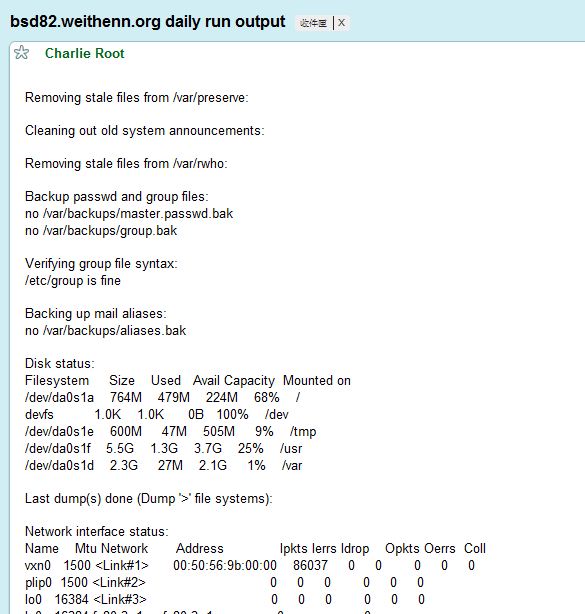 bsd82.weithenn.org daily run output 收件匣 | X
Charlie Root
Removing stale files from /var/preserve:
Cleaning out old system announcements:
Removing stale files from /var/rwho:
Backup passwd and group files:
no /var/backups/master.passwd.bak
no /var/backups/group.bak
Verifying group file syntax:
/etc/group is fine
Backing up mail aliases:
no /var/backups/aliases.bak
Disk status:
Filesystem Size Used Avail Capacity Mounted on
/dev/da0s1a 764M 479M 224M 68% /
devfs 1.0K 1.0K 0B 100% /dev
/dev/da0s1e 600M 47M 505M 9% /tmp
/dev/da0s1f 5.5G 1.3G 3.7G 25% /usr
/dev/da0s1d 2.3G 27M 2.1G 1% /var
Last dump(s) done (Dump '>' file systems):
Network interface status:
Name Mtu Network Address Ipkts Ierrs Idrop Opkts Oerrs Coll
vxn0 1500 <Link#1> 00:50:56:9b:00:00 86037 0 0 0 0 0
plip0 1500 <Link#2> 0 0 0 0 0 0
lo0 16384 <Link#3> 0 0 0 0 0 0